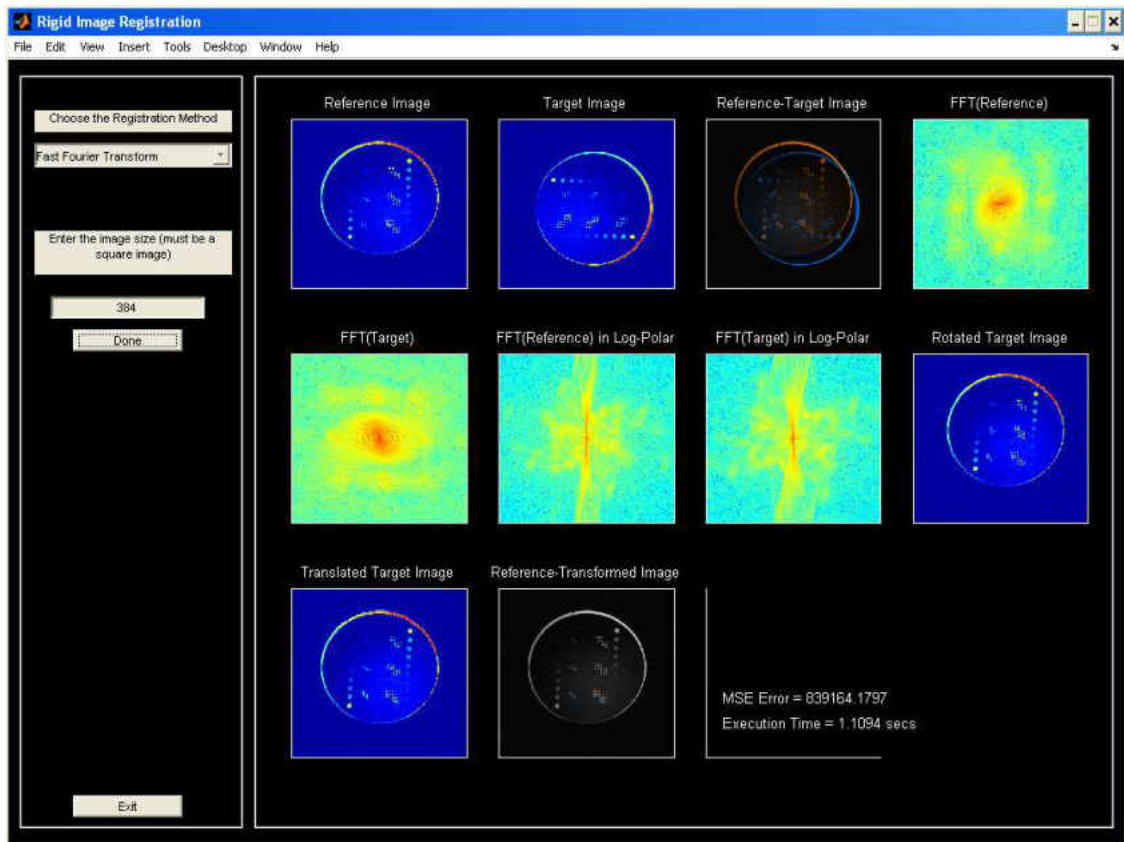 Rigid Image Registration
File Edit View Insert Tools Desktop Window Help
Choose the Registration Method
Fast Fourier Transform
Enter the image size (must be a
square image)
384
Done
Exit
Reference Image
Target Image
Reference-Target Image
FFT(Reference)
FFT(Target)
FFT(Reference) in Log-Polar
FFT(Target) in Log-Polar
Rotated Target Image
Translated Target Image
Reference-Transformed Image
MSE Error = 839164.1797
Execution Time = 1.1094 secs